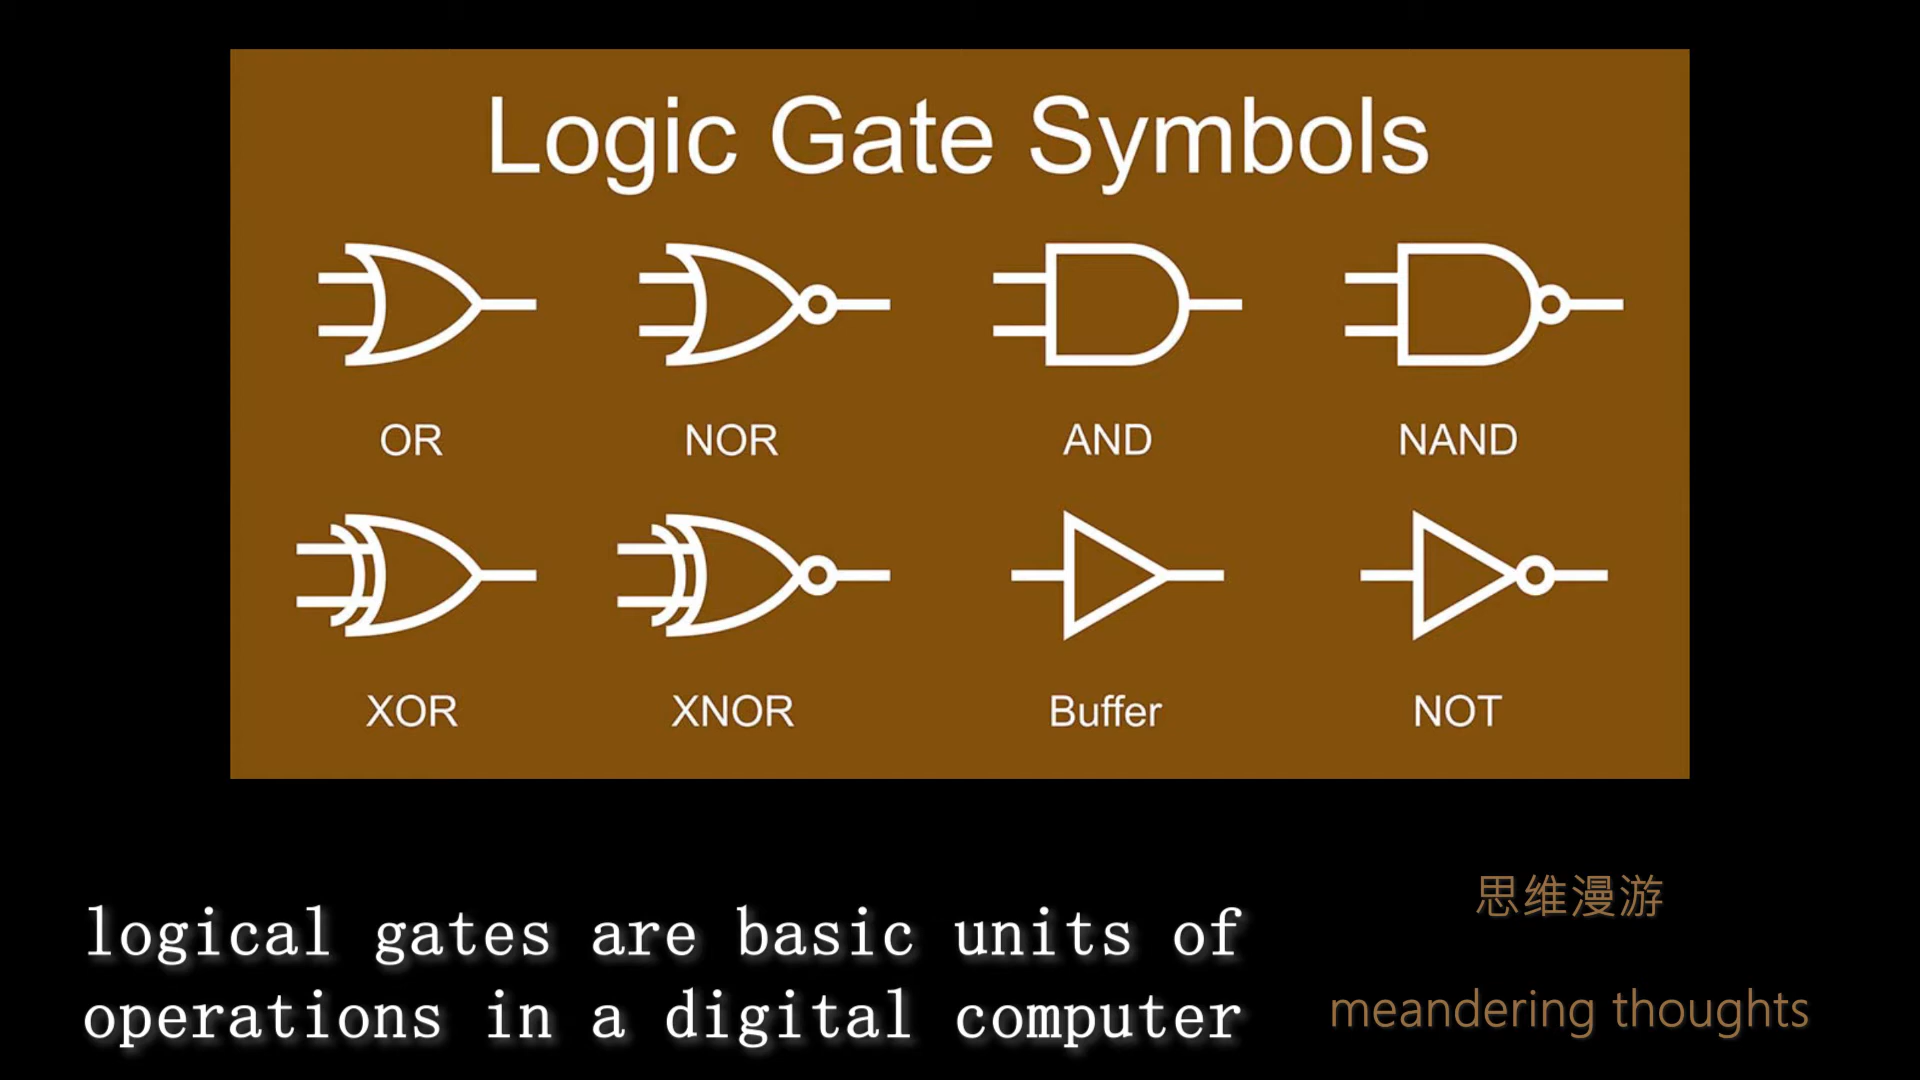 Logic Gate Symbols
OR NOR AND NAND
XOR XNOR Buffer NOT
logical gates are basic units of
operations in a digital computer
思维漫游
meandering thoughts